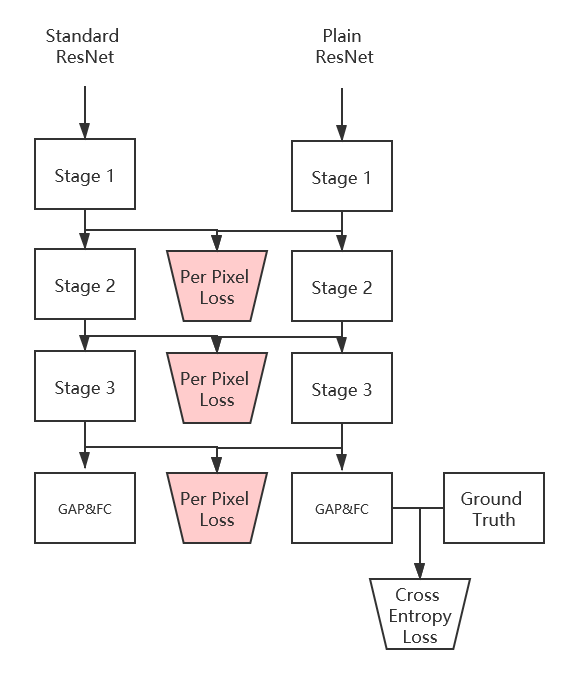 Standard
ResNet
Plain
ResNet
Stage 1
Stage 1
Stage 2
Per Pixel
Loss
Stage 2
Stage 3
Per Pixel
Loss
Stage 3
GAP&FC
Per Pixel
Loss
GAP&FC
Ground
Truth
Cross
Entropy
Loss